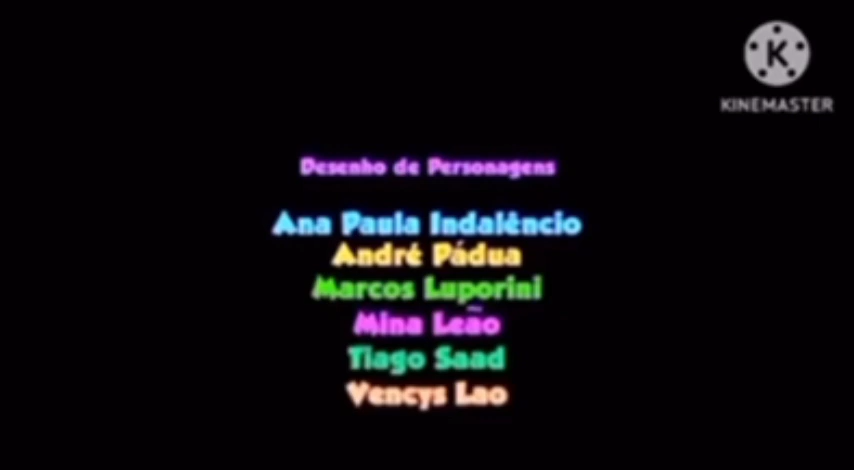 KINEMASTER
Desenho de Personagens
Ana Paula Indalêncio
André Pádua
Marcos Luporini
Mina Leão
Tiago Saad
Vencys Lao